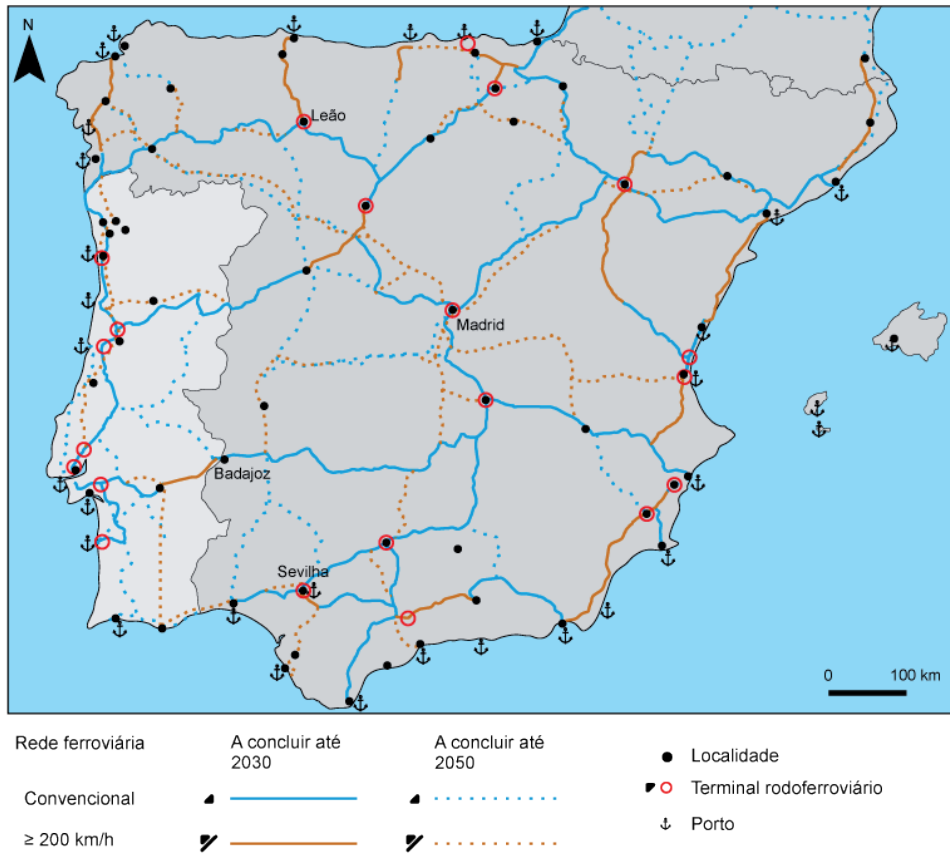 N
Leão
Madrid
Badajoz
Sevilha
0 100 km
Rede ferroviária
A concluir até
2030
A concluir até
2050
Convencional
≥ 200 km/h
Localidade
Terminal rodoferroviário
Porto